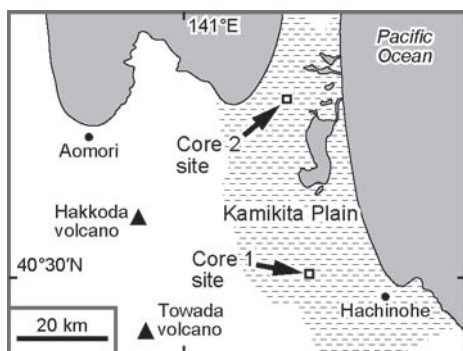 141°E
Pacific
Ocean
Core 2
site
Aomori
Hakkoda
volcano
Kamikita Plain
40°30′N
Core 1
site
Hachinohe
20 km
Towada
volcano